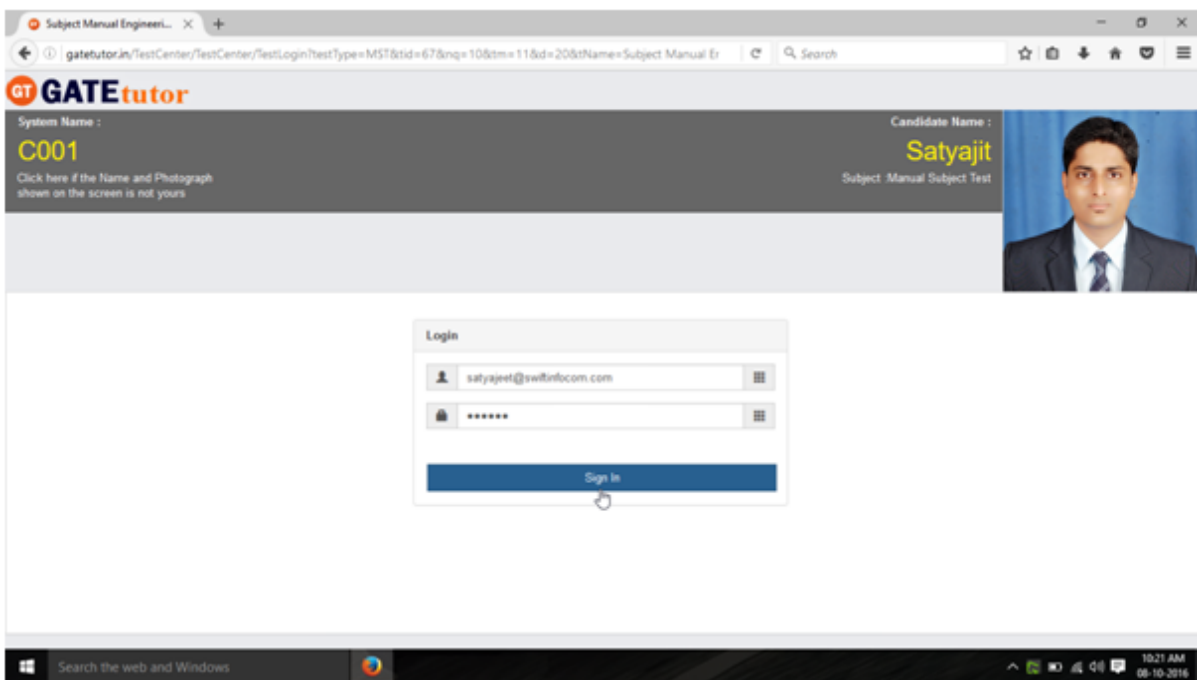 Subject Manual Engineeri...
gatetutor.in/TestCenter/TestCenter/TestLogin?testType=MST&tid=67&nq=10&tm=11&d=20&tName=Subject Manual Er
Search
GT GATEtutor
System Name :
C001
Click here if the Name and Photograph
shown on the screen is not yours
Candidate Name :
Satyajit
Subject :Manual Subject Test
Login
satyajeet@swiftinfocom.com
******
Sign In
Search the web and Windows
10:21 AM
08-10-2016